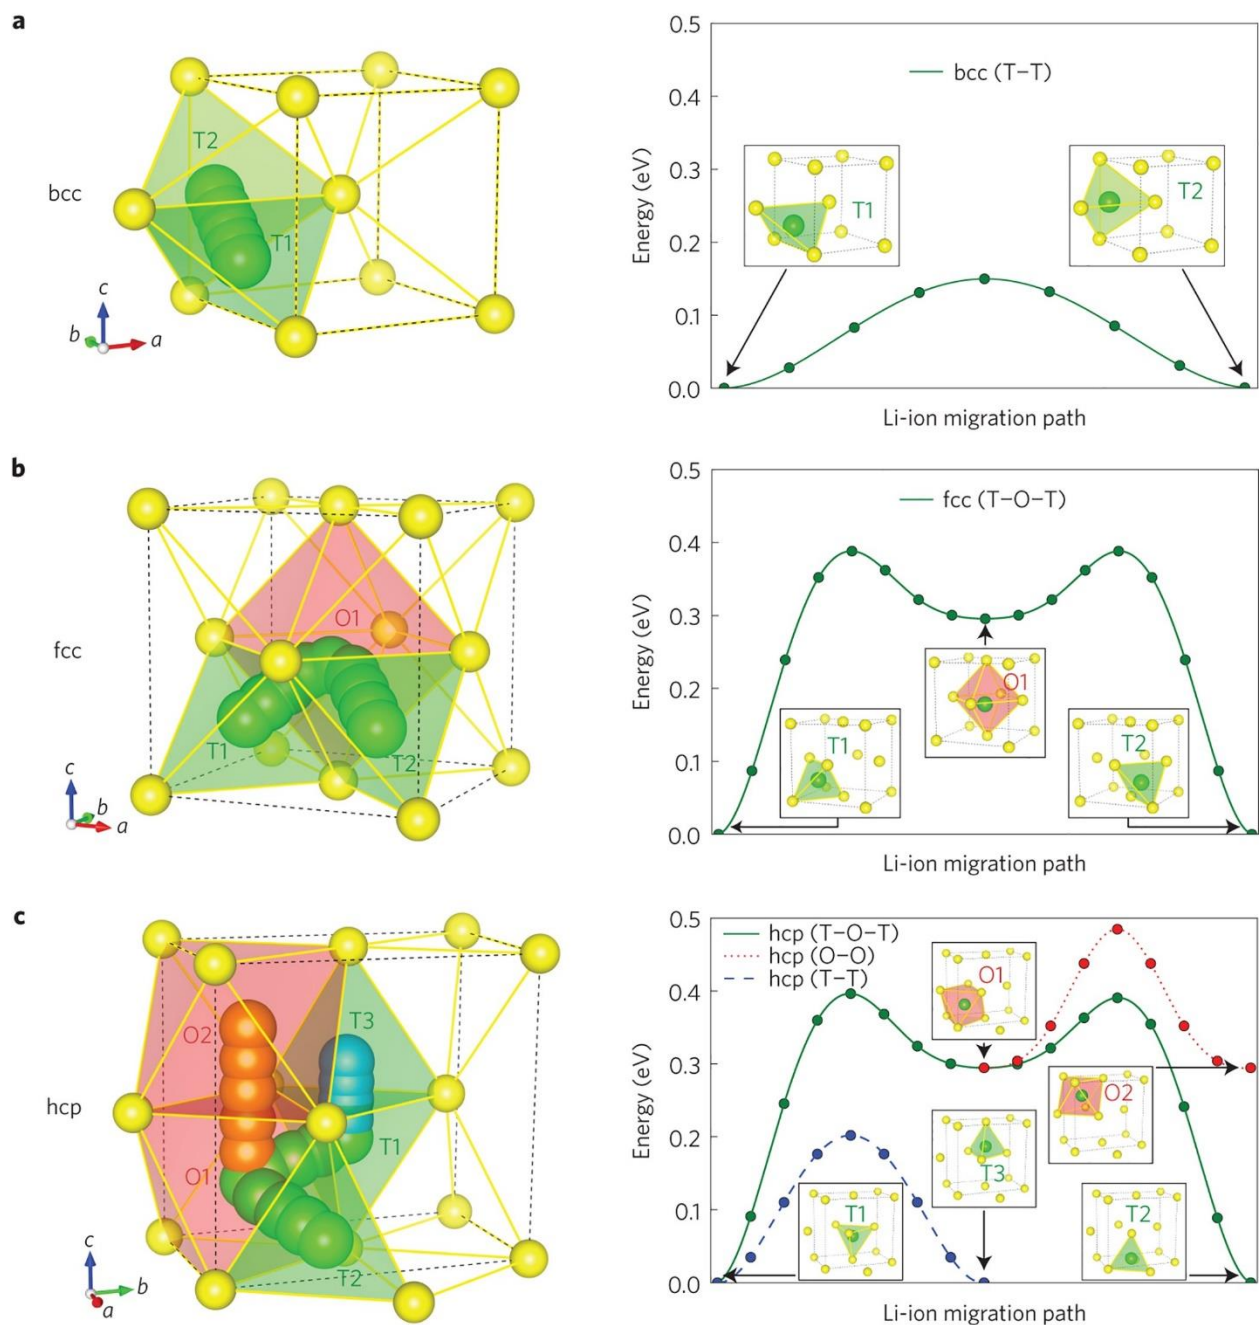 a
bcc
T2
T1
c
b
a
0.5
0.4
0.3
0.2
0.1
0.0
Energy (eV)
bcc (T–T)
T1
T2
Li-ion migration path
b
fcc
O1
T1
T2
c
b
a
0.5
0.4
0.3
0.2
0.1
0.0
Energy (eV)
fcc (T–O–T)
O1
T1
T2
Li-ion migration path
c
hcp
O2
T3
O1
T1
T2
c
b
a
0.5
0.4
0.3
0.2
0.1
0.0
Energy (eV)
hcp (T–O–T)
hcp (O–O)
hcp (T–T)
O1
O2
T3
T1
T2
Li-ion migration path